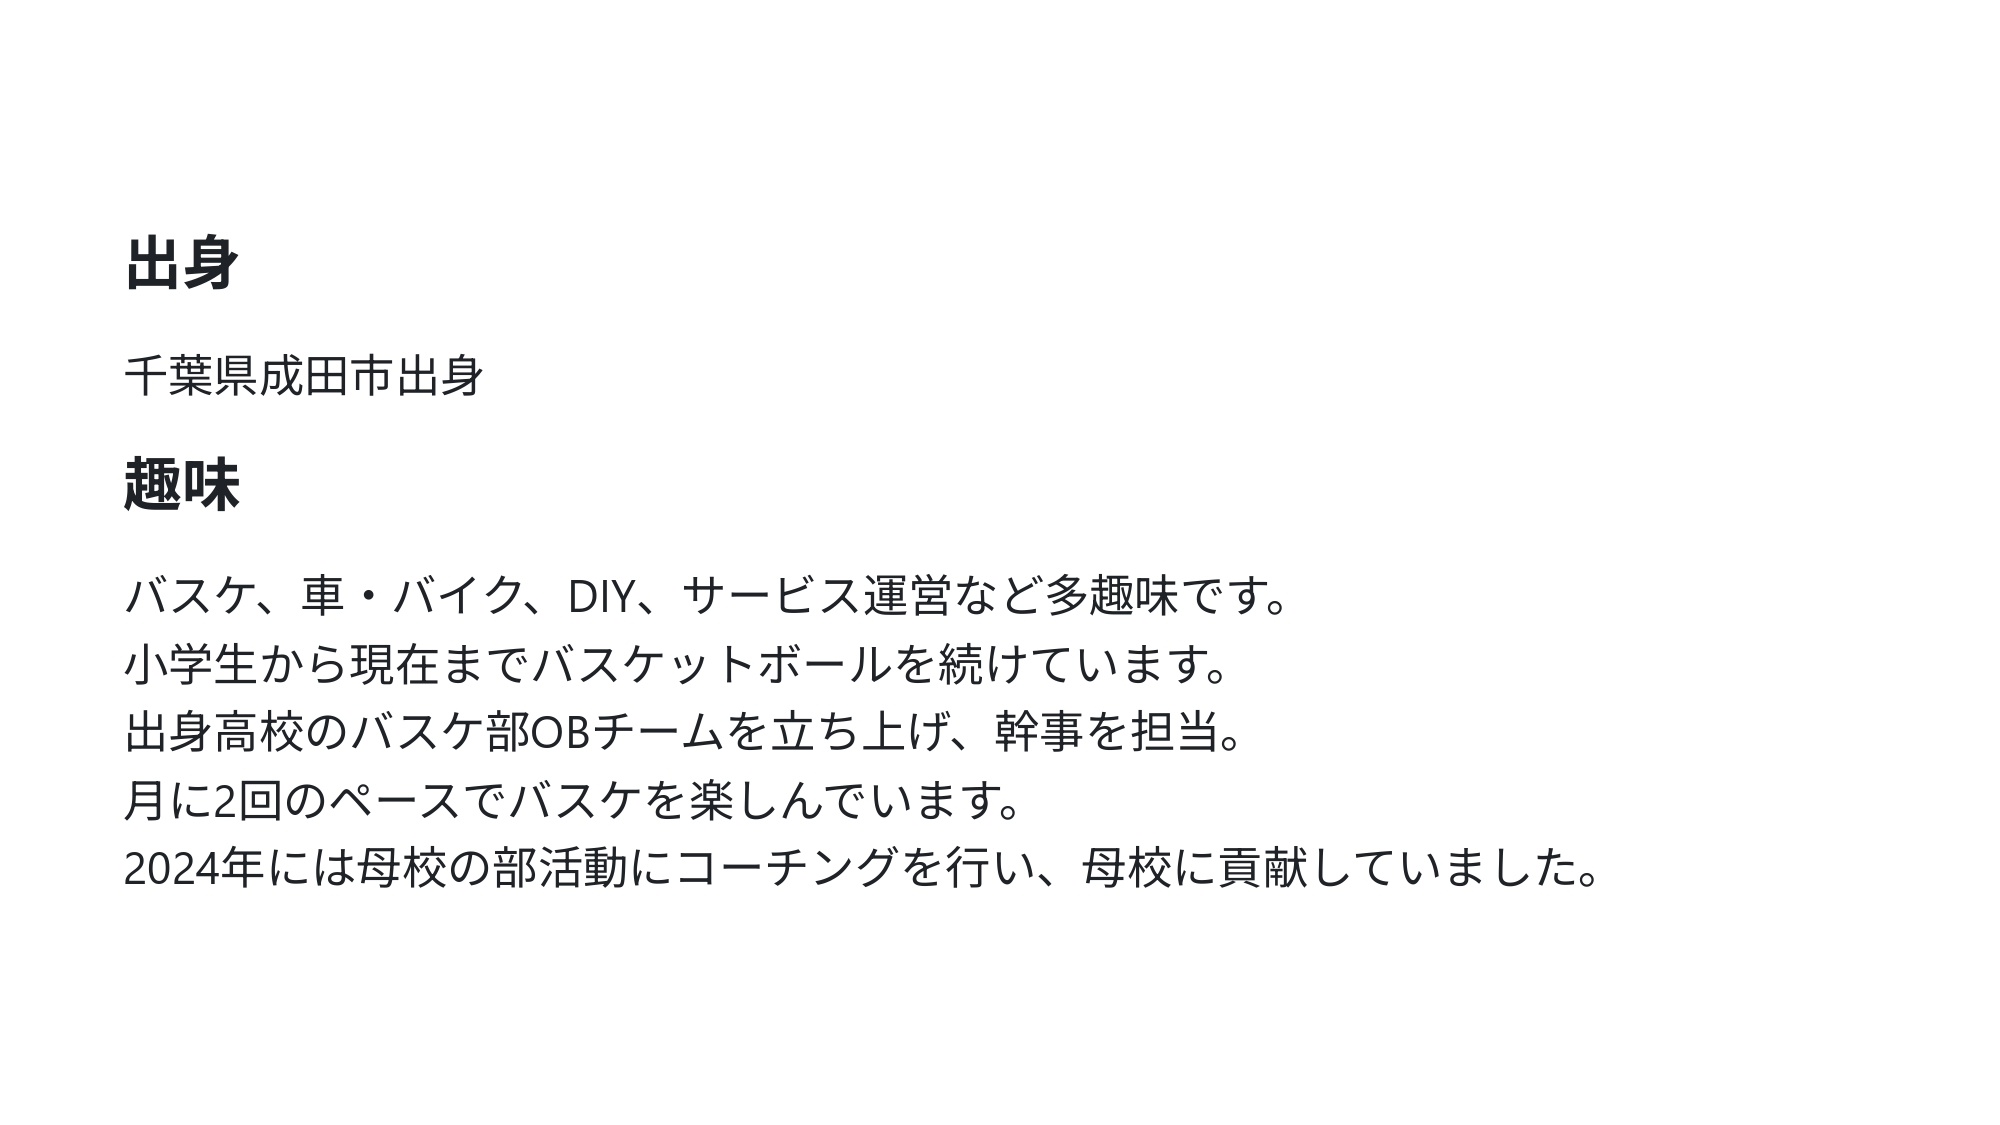 出身
千葉県成田市出身
趣味
バスケ、車・バイク、DIY、サービス運営など多趣味です。
小学生から現在までバスケットボールを続けています。
出身高校のバスケ部OBチームを立ち上げ、幹事を担当。
月に2回のペースでバスケを楽しんでいます。
2024年には母校の部活動にコーチングを行い、母校に貢献していました。